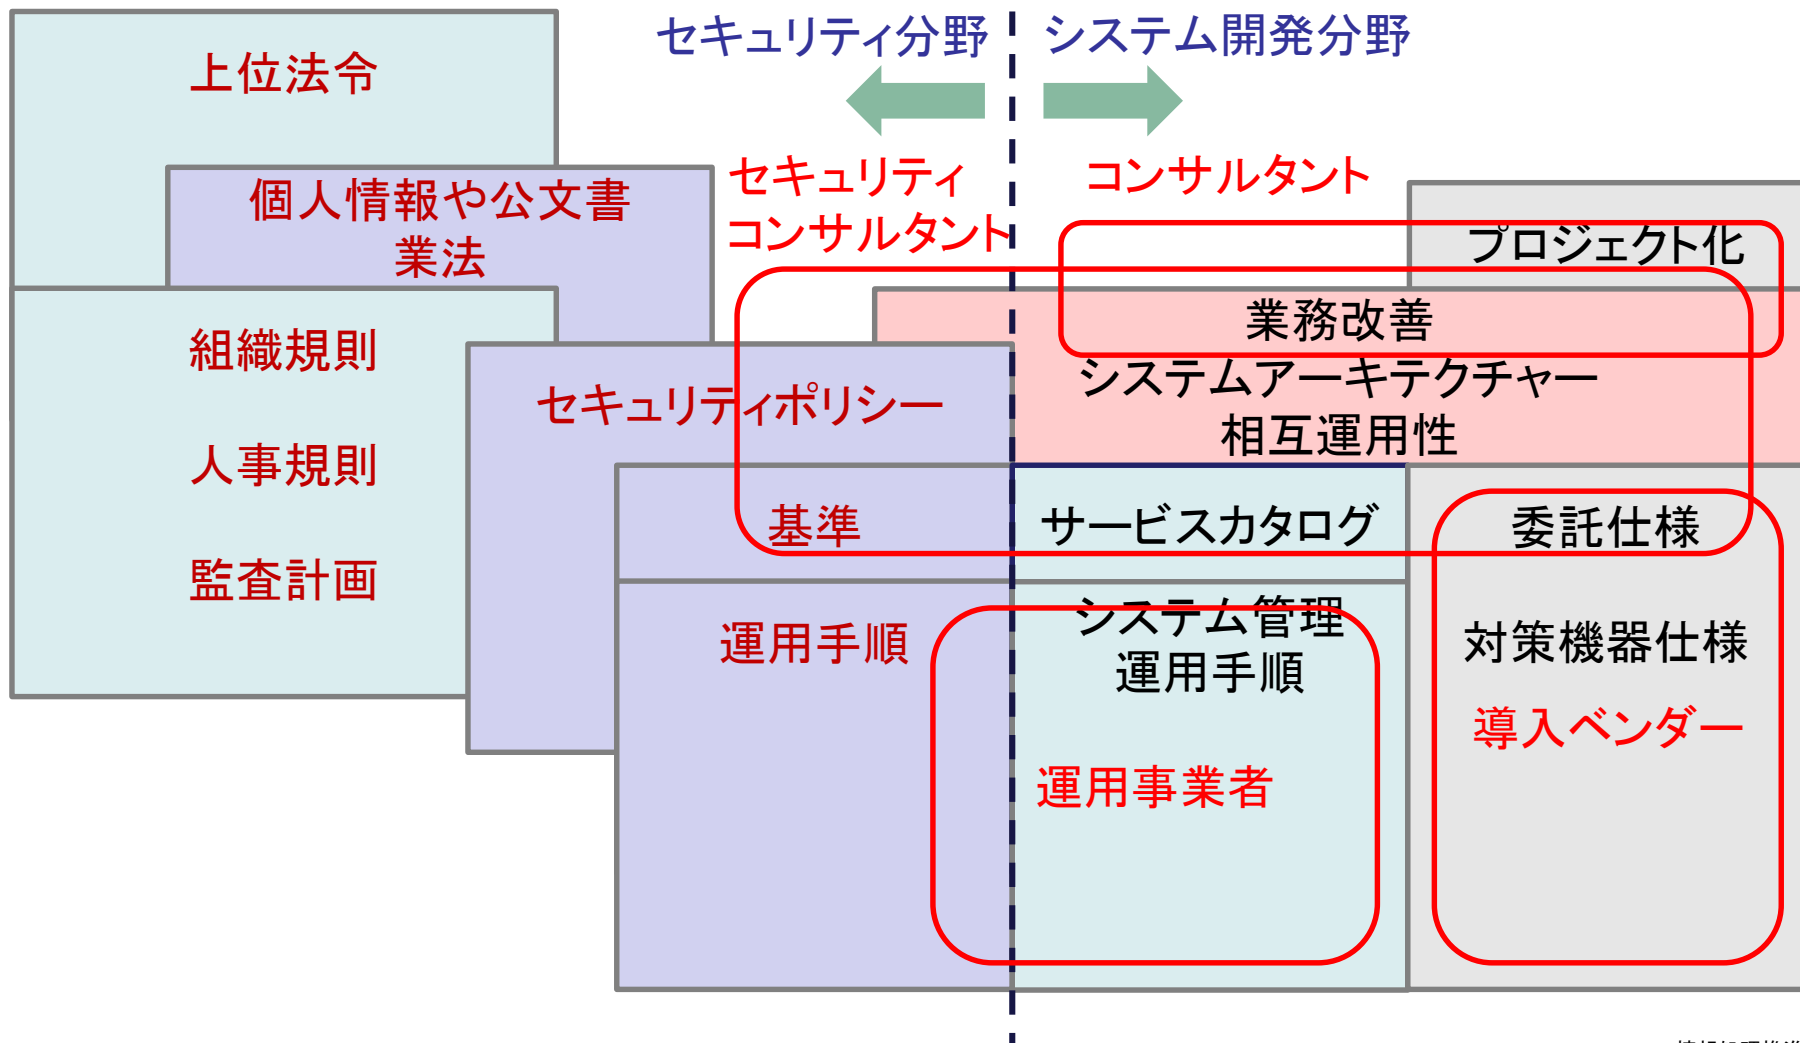 セキュリティ分野
システム開発分野
上位法令
個人情報や公文書
業法
セキュリティ
コンサルタント
コンサルタント
プロジェクト化
業務改善
システムアーキテクチャー
相互運用性
組織規則
人事規則
監査計画
セキュリティポリシー
基準
サービスカタログ
委託仕様
運用手順
システム管理
運用手順
対策機器仕様
導入ベンダー
運用事業者